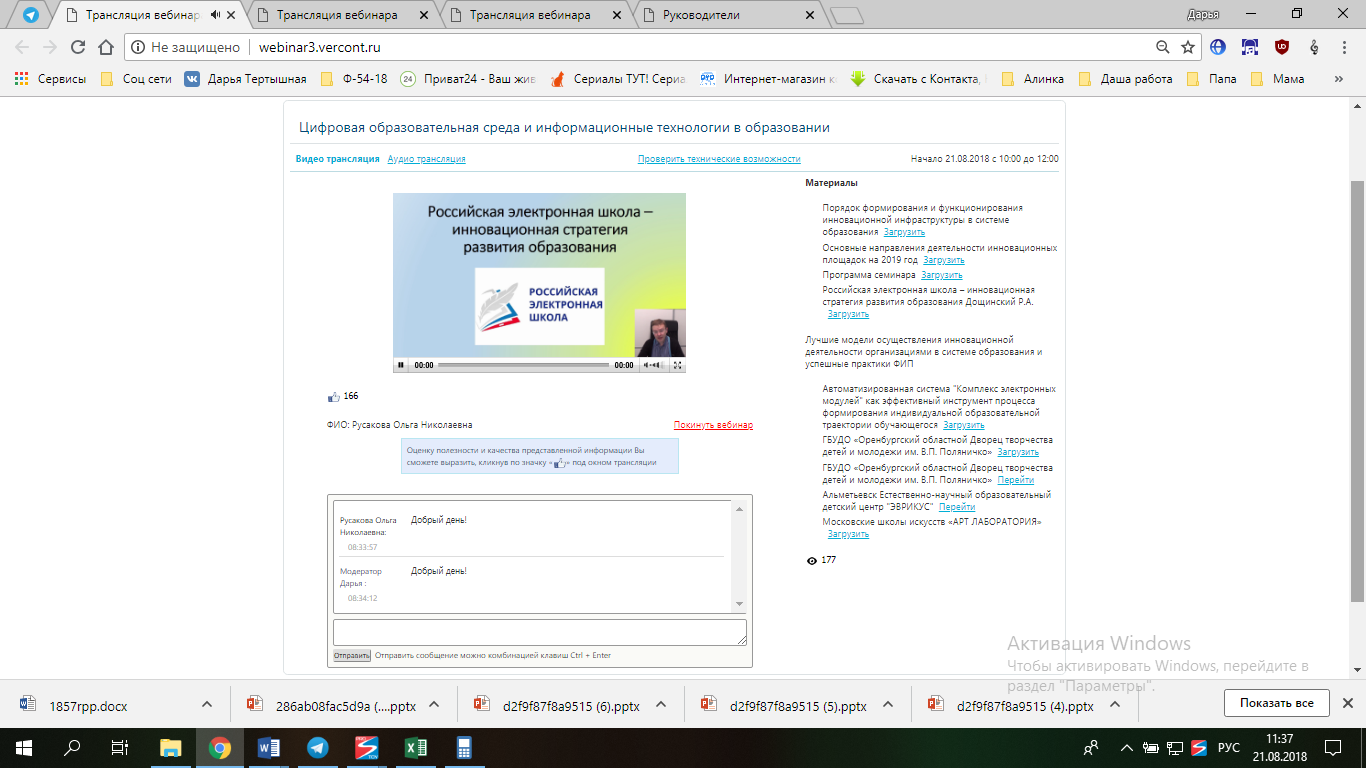 Трансляция вебинар
Трансляция вебинара
Трансляция вебинара
Руководители
Дарья
Не защищено
webinar3.vercont.ru
Сервисы
Соц сети
Дарья Тертышная
Ф-54-18
Приват24 - Ваш жив
Сериалы ТУТ! Сериа
Интернет-магазин к
Скачать с Контакта,
Алинка
Даша работа
Папа
Мама
»
Цифровая образовательная среда и информационные технологии в образовании
Видео трансляция
Аудио трансляция
Проверить технические возможности
Начало 21.08.2018 с 10:00 до 12:00
Российская электронная школа –
инновационная стратегия
развития образования
РОССИЙСКАЯ
ЭЛЕКТРОННАЯ
ШКОЛА
00:00
00:00
166
ФИО: Русакова Ольга Николаевна
Покинуть вебинар
Оценку полезности и качества представленной информации Вы
сможете выразить, кликнув по значку «» под окном трансляции
Русакова Ольга
Николаевна:
08:33:57
Добрый день!
Модератор
Дарья :
08:34:12
Добрый день!
Отправить
Отправить сообщение можно комбинацией клавиш Ctrl + Enter
Материалы
Порядок формирования и функционирования
инновационной инфраструктуры в системе
образования Загрузить
Основные направления деятельности инновационных
площадок на 2019 год Загрузить
Программа семинара Загрузить
Российская электронная школа – инновационная
стратегия развития образования Дощинский Р.А.
Загрузить
Лучшие модели осуществления инновационной
деятельности организациями в системе образования и
успешные практики ФИП
Автоматизированная система "Комплекс электронных
модулей" как эффективный инструмент процесса
формирования индивидуальной образовательной
траектории обучающегося Загрузить
ГБУДО «Оренбургский областной Дворец творчества
детей и молодежи им. В.П. Поляничко» Загрузить
ГБУДО «Оренбургский областной Дворец творчества
детей и молодежи им. В.П. Поляничко» Перейти
Альметьевск Естественно-научный образовательный
детский центр "ЭВРИКУС" Перейти
Московские школы искусств «АРТ ЛАБОРАТОРИЯ»
Загрузить
177
Активация Windows
Чтобы активировать Windows, перейдите в
раздел "Параметры".
1857rpp.docx
286ab08fac5d9a (....pptx
d2f9f87f8a9515 (6).pptx
d2f9f87f8a9515 (5).pptx
d2f9f87f8a9515 (4).pptx
Показать все
РУС
11:37
21.08.2018